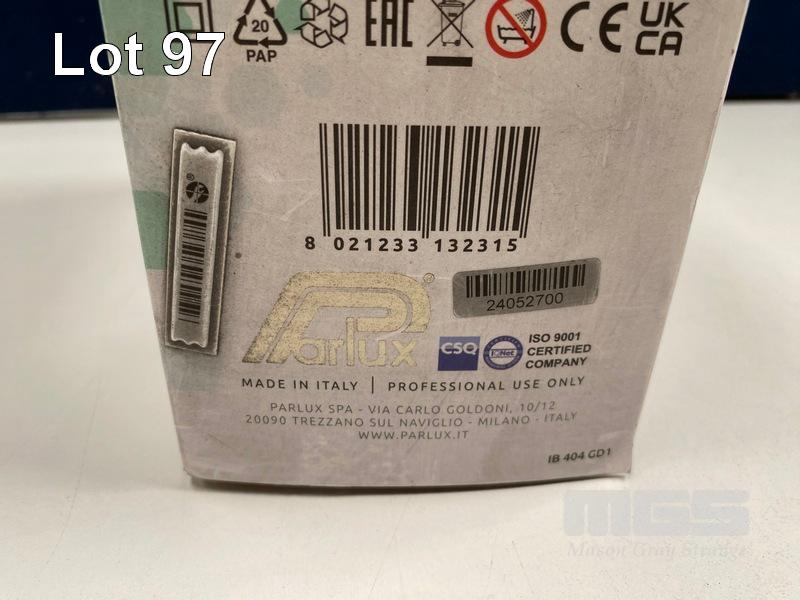 Lot 97
20
PAP
EAC
CE
UK
CA
8 021233 132315
24052700
Parlux®
CSQ
IQNet
ISO 9001
CERTIFIED
COMPANY
MADE IN ITALY | PROFESSIONAL USE ONLY
PARLUX SPA - VIA CARLO GOLDONI, 10/12
20090 TREZZANO SUL NAVIGLIO - MILANO - ITALY
WWW.PARLUX.IT
IB 404 GD1
MGS
Mason Gray Strange